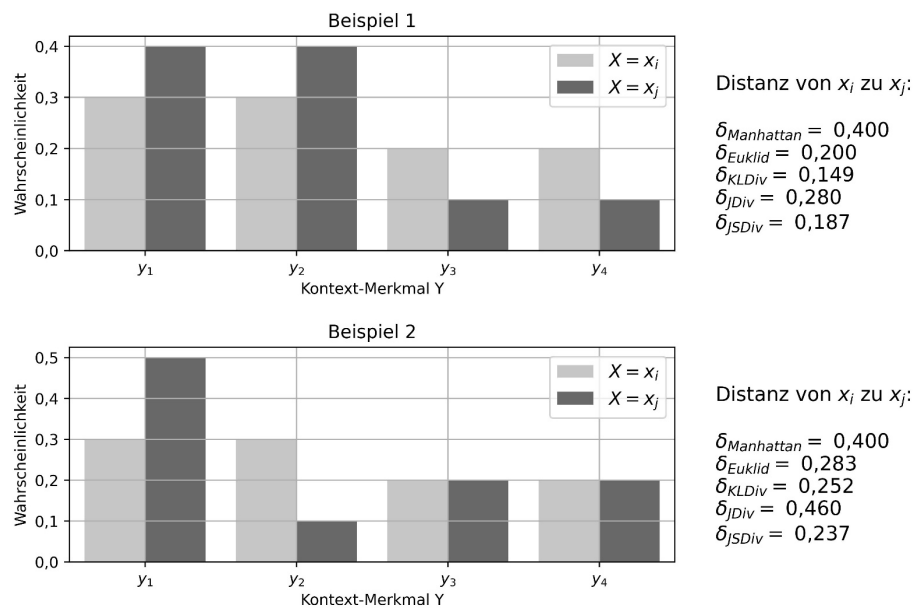 Beispiel 1
0,4
0,3
0,2
0,1
0,0
Wahrscheinlichkeit
X = xi
X = xj
y1 y2 y3 y4
Kontext-Merkmal Y
Distanz von xi zu xj:
δManhattan = 0,400
δEuklid = 0,200
δKLDiv = 0,149
δJDiv = 0,280
δJSDiv = 0,187
Beispiel 2
0,5
0,4
0,3
0,2
0,1
0,0
Wahrscheinlichkeit
X = xi
X = xj
y1 y2 y3 y4
Kontext-Merkmal Y
Distanz von xi zu xj:
δManhattan = 0,400
δEuklid = 0,283
δKLDiv = 0,252
δJDiv = 0,460
δJSDiv = 0,237